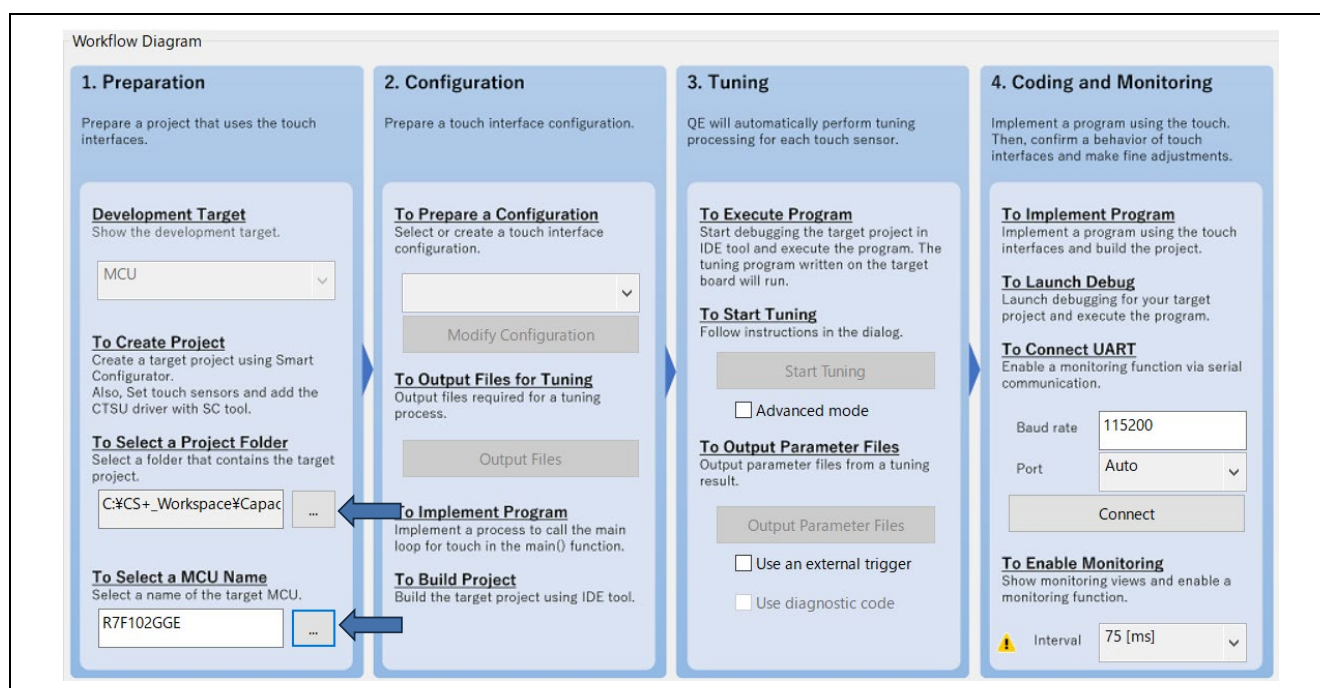 Workflow Diagram
1. Preparation
Prepare a project that uses the touch
interfaces.
Development Target
Show the development target.
MCU
To Create Project
Create a target project using Smart
Configurator.
Also, Set touch sensors and add the
CTSU driver with SC tool.
To Select a Project Folder
Select a folder that contains the target
project.
C:¥CS+_Workspace¥Capac
...
To Select a MCU Name
Select a name of the target MCU.
R7F102GGE
...
2. Configuration
Prepare a touch interface configuration.
To Prepare a Configuration
Select or create a touch interface
configuration.
Modify Configuration
To Output Files for Tuning
Output files required for a tuning
process.
Output Files
To Implement Program
Implement a process to call the main
loop for touch in the main() function.
To Build Project
Build the target project using IDE tool.
3. Tuning
QE will automatically perform tuning
processing for each touch sensor.
To Execute Program
Start debugging the target project in
IDE tool and execute the program. The
tuning program written on the target
board will run.
To Start Tuning
Follow instructions in the dialog.
Start Tuning
Advanced mode
To Output Parameter Files
Output parameter files from a tuning
result.
Output Parameter Files
Use an external trigger
Use diagnostic code
4. Coding and Monitoring
Implement a program using the touch.
Then, confirm a behavior of touch
interfaces and make fine adjustments.
To Implement Program
Implement a program using the touch
interfaces and build the project.
To Launch Debug
Launch debugging for your target
project and execute the program.
To Connect UART
Enable a monitoring function via serial
communication.
Baud rate 115200
Port Auto
Connect
To Enable Monitoring
Show monitoring views and enable a
monitoring function.
Interval 75 [ms]